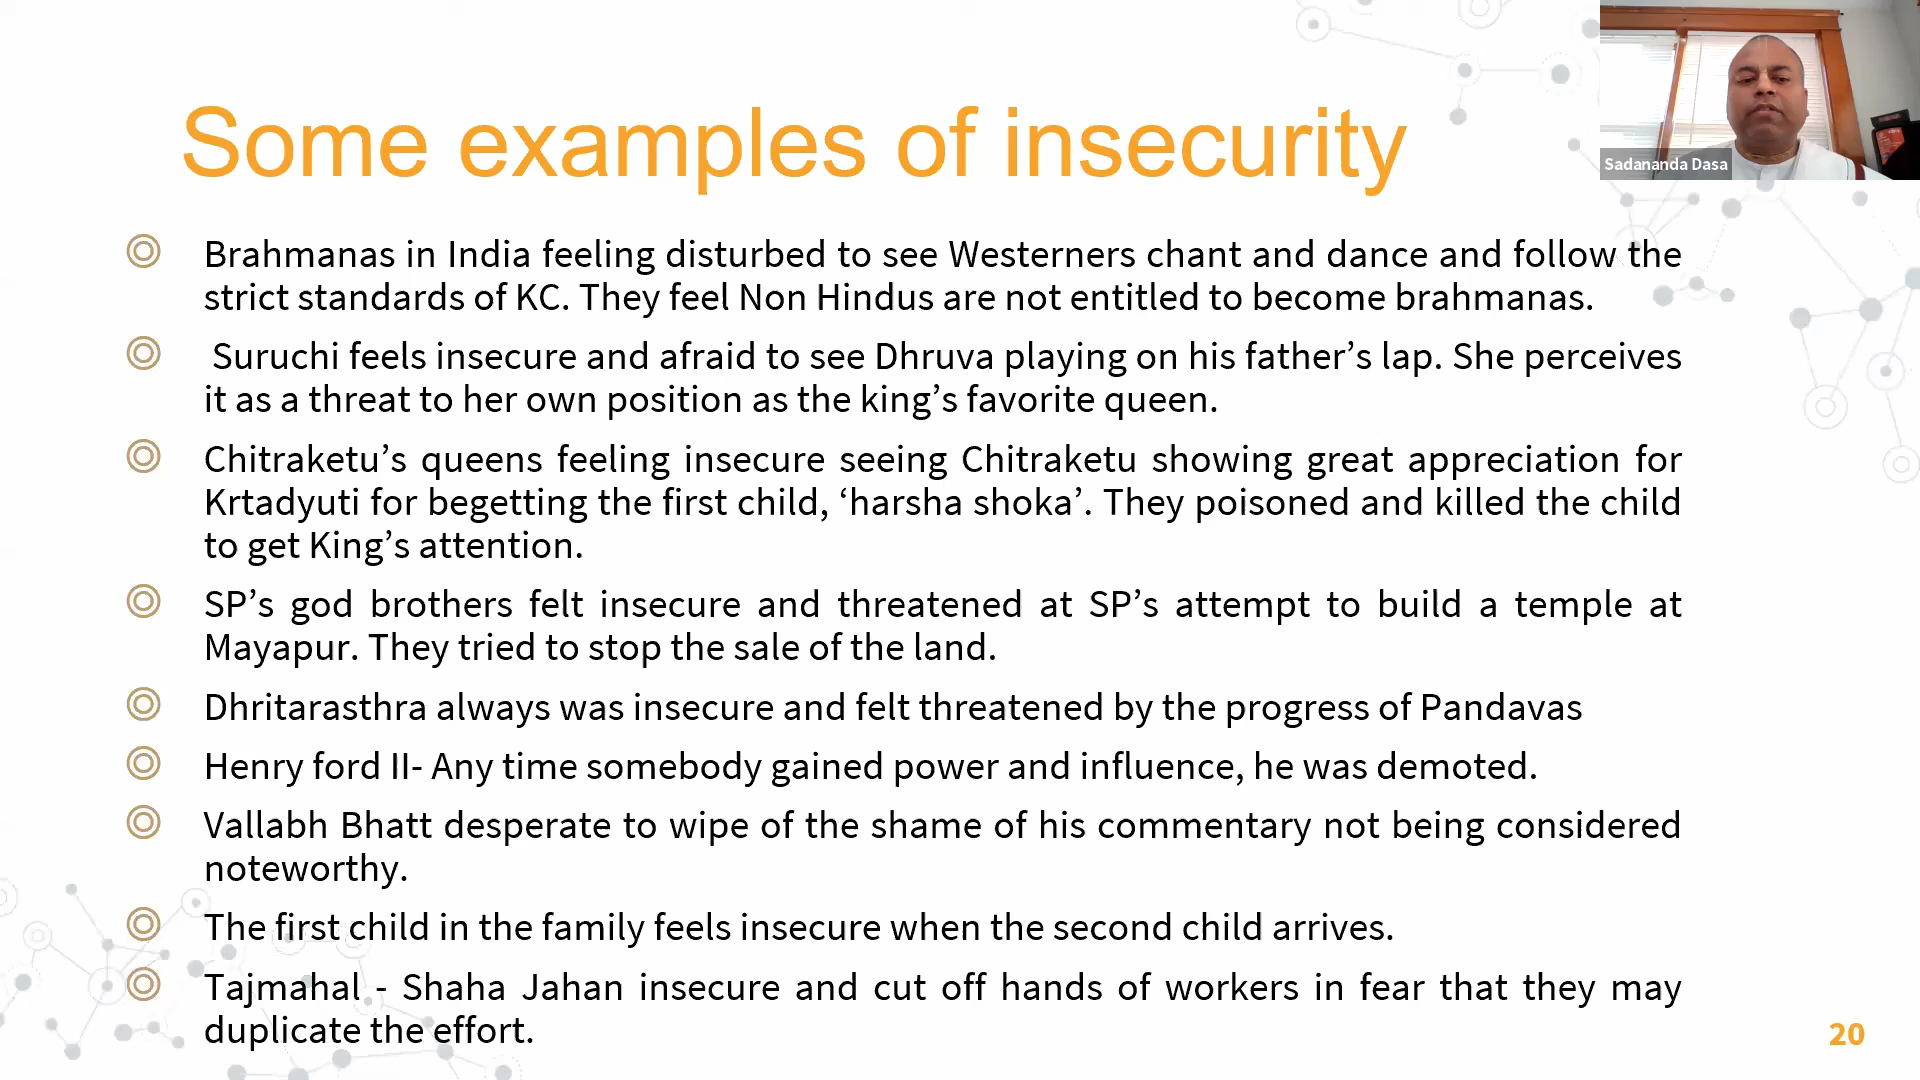 Some examples of insecurity
Sadananda Dasa
Brahmanas in India feeling disturbed to see Westerners chant and dance and follow the
strict standards of KC. They feel Non Hindus are not entitled to become brahmanas.
Suruchi feels insecure and afraid to see Dhruva playing on his father’s lap. She perceives
it as a threat to her own position as the king’s favorite queen.
Chitraketu’s queens feeling insecure seeing Chitraketu showing great appreciation for
Krtadyuti for begetting the first child, ‘harsha shoka’. They poisoned and killed the child
to get King’s attention.
SP’s god brothers felt insecure and threatened at SP’s attempt to build a temple at
Mayapur. They tried to stop the sale of the land.
Dhritarasthra always was insecure and felt threatened by the progress of Pandavas
Henry ford II- Any time somebody gained power and influence, he was demoted.
Vallabh Bhatt desperate to wipe of the shame of his commentary not being considered
noteworthy.
The first child in the family feels insecure when the second child arrives.
Tajmahal - Shaha Jahan insecure and cut off hands of workers in fear that they may
duplicate the effort.
20